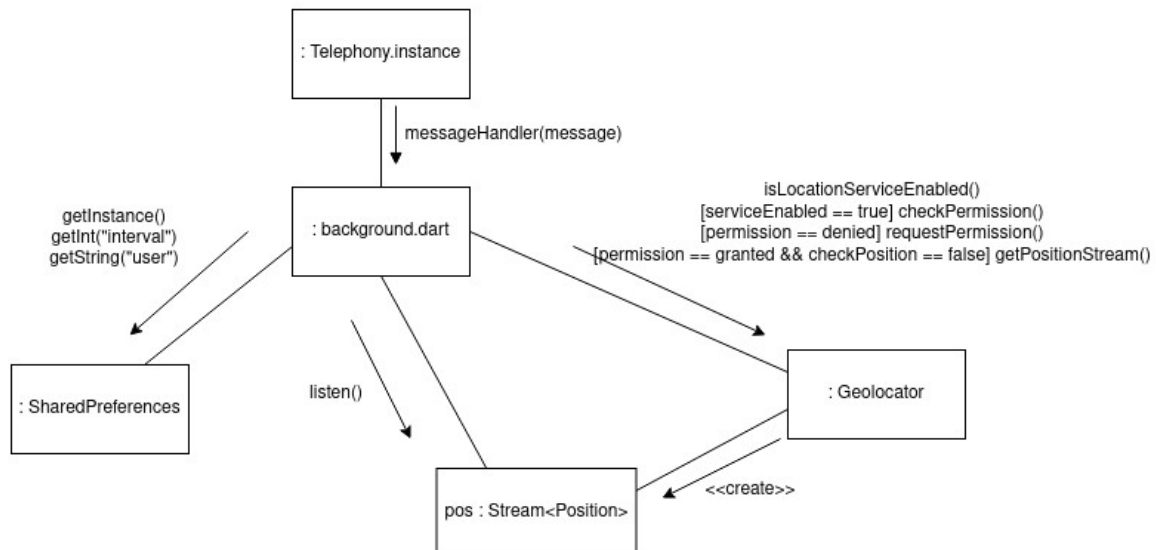 : Telephony.instance
messageHandler(message)
: background.dart
getInstance()
getInt("interval")
getString("user")
isLocationServiceEnabled()
[serviceEnabled == true] checkPermission()
[permission == denied] requestPermission()
[permission == granted && checkPosition == false] getPositionStream()
: SharedPreferences
listen()
: Geolocator
pos : Stream<Position>
<<create>>